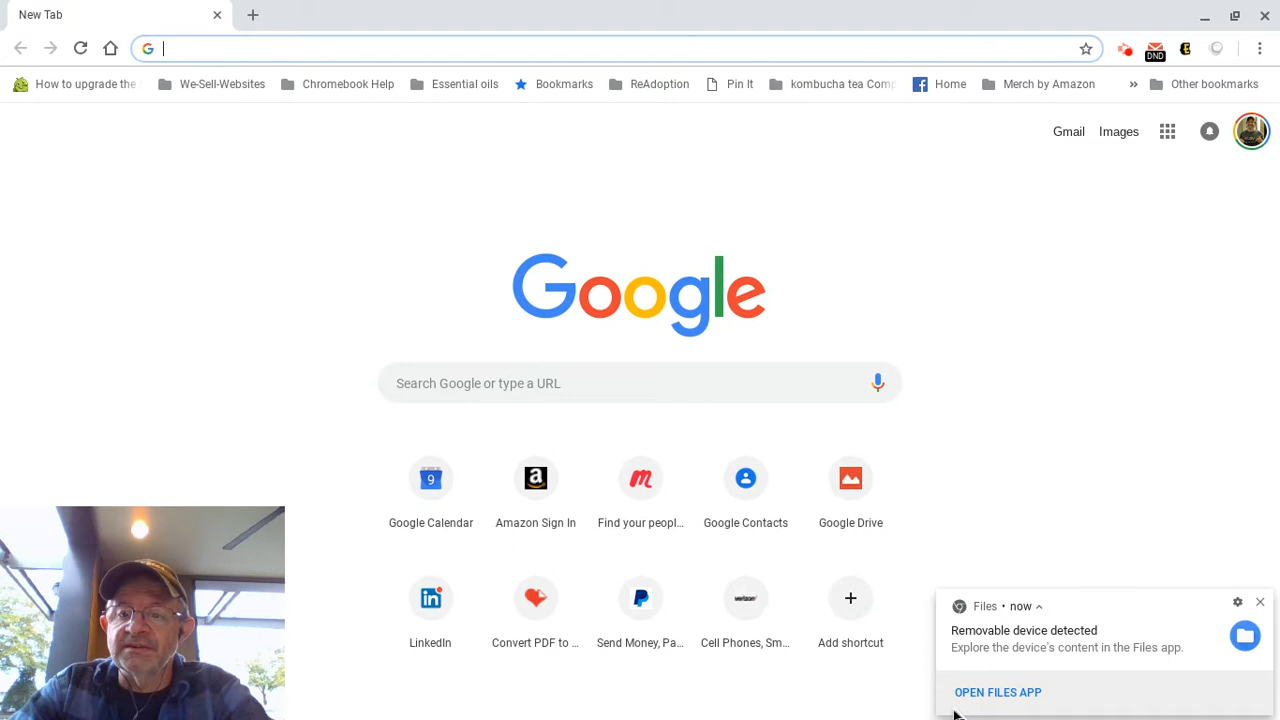 New Tab
How to upgrade the
We-Sell-Websites
Chromebook Help
Essential oils
Bookmarks
ReAdoption
Pin It
kombucha tea Comp
Home
Merch by Amazon
Other bookmarks
DND
Gmail
Images
Google
Search Google or type a URL
9
Google Calendar
Amazon Sign In
Find your peopl...
Google Contacts
Google Drive
LinkedIn
Convert PDF to ...
Send Money, Pa...
verizon
Cell Phones, Sm...
Add shortcut
Files • now
Removable device detected
Explore the device's content in the Files app.
OPEN FILES APP